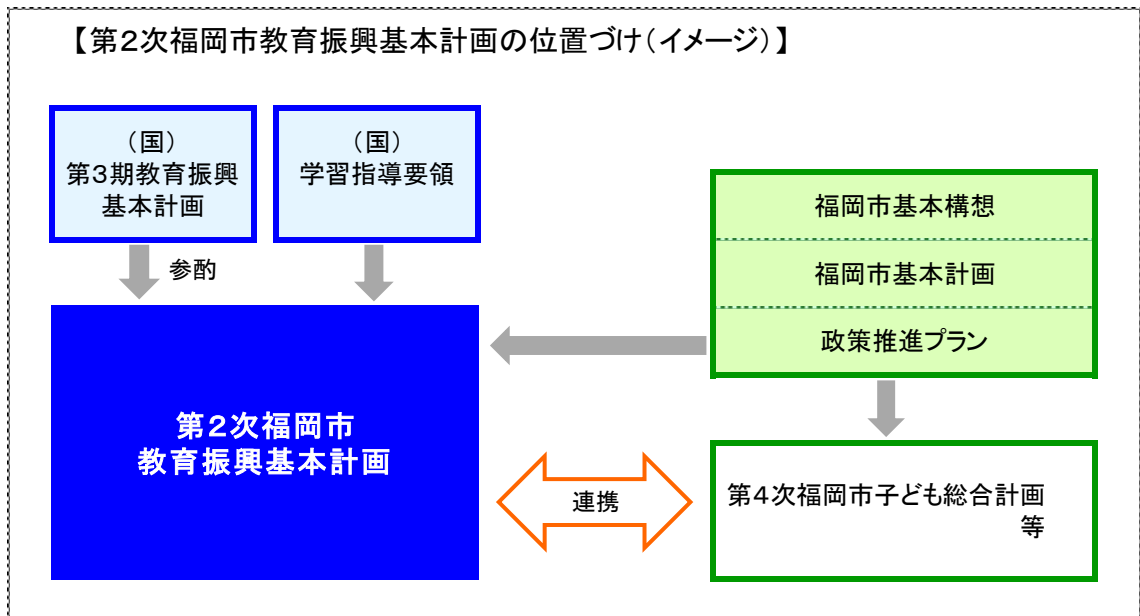 【第2次福岡市教育振興基本計画の位置づけ（イメージ）】
（国）
第3期教育振興
基本計画
（国）
学習指導要領
参酌
福岡市基本構想
福岡市基本計画
政策推進プラン
第2次福岡市
教育振興基本計画
連携
第4次福岡市子ども総合計画
等